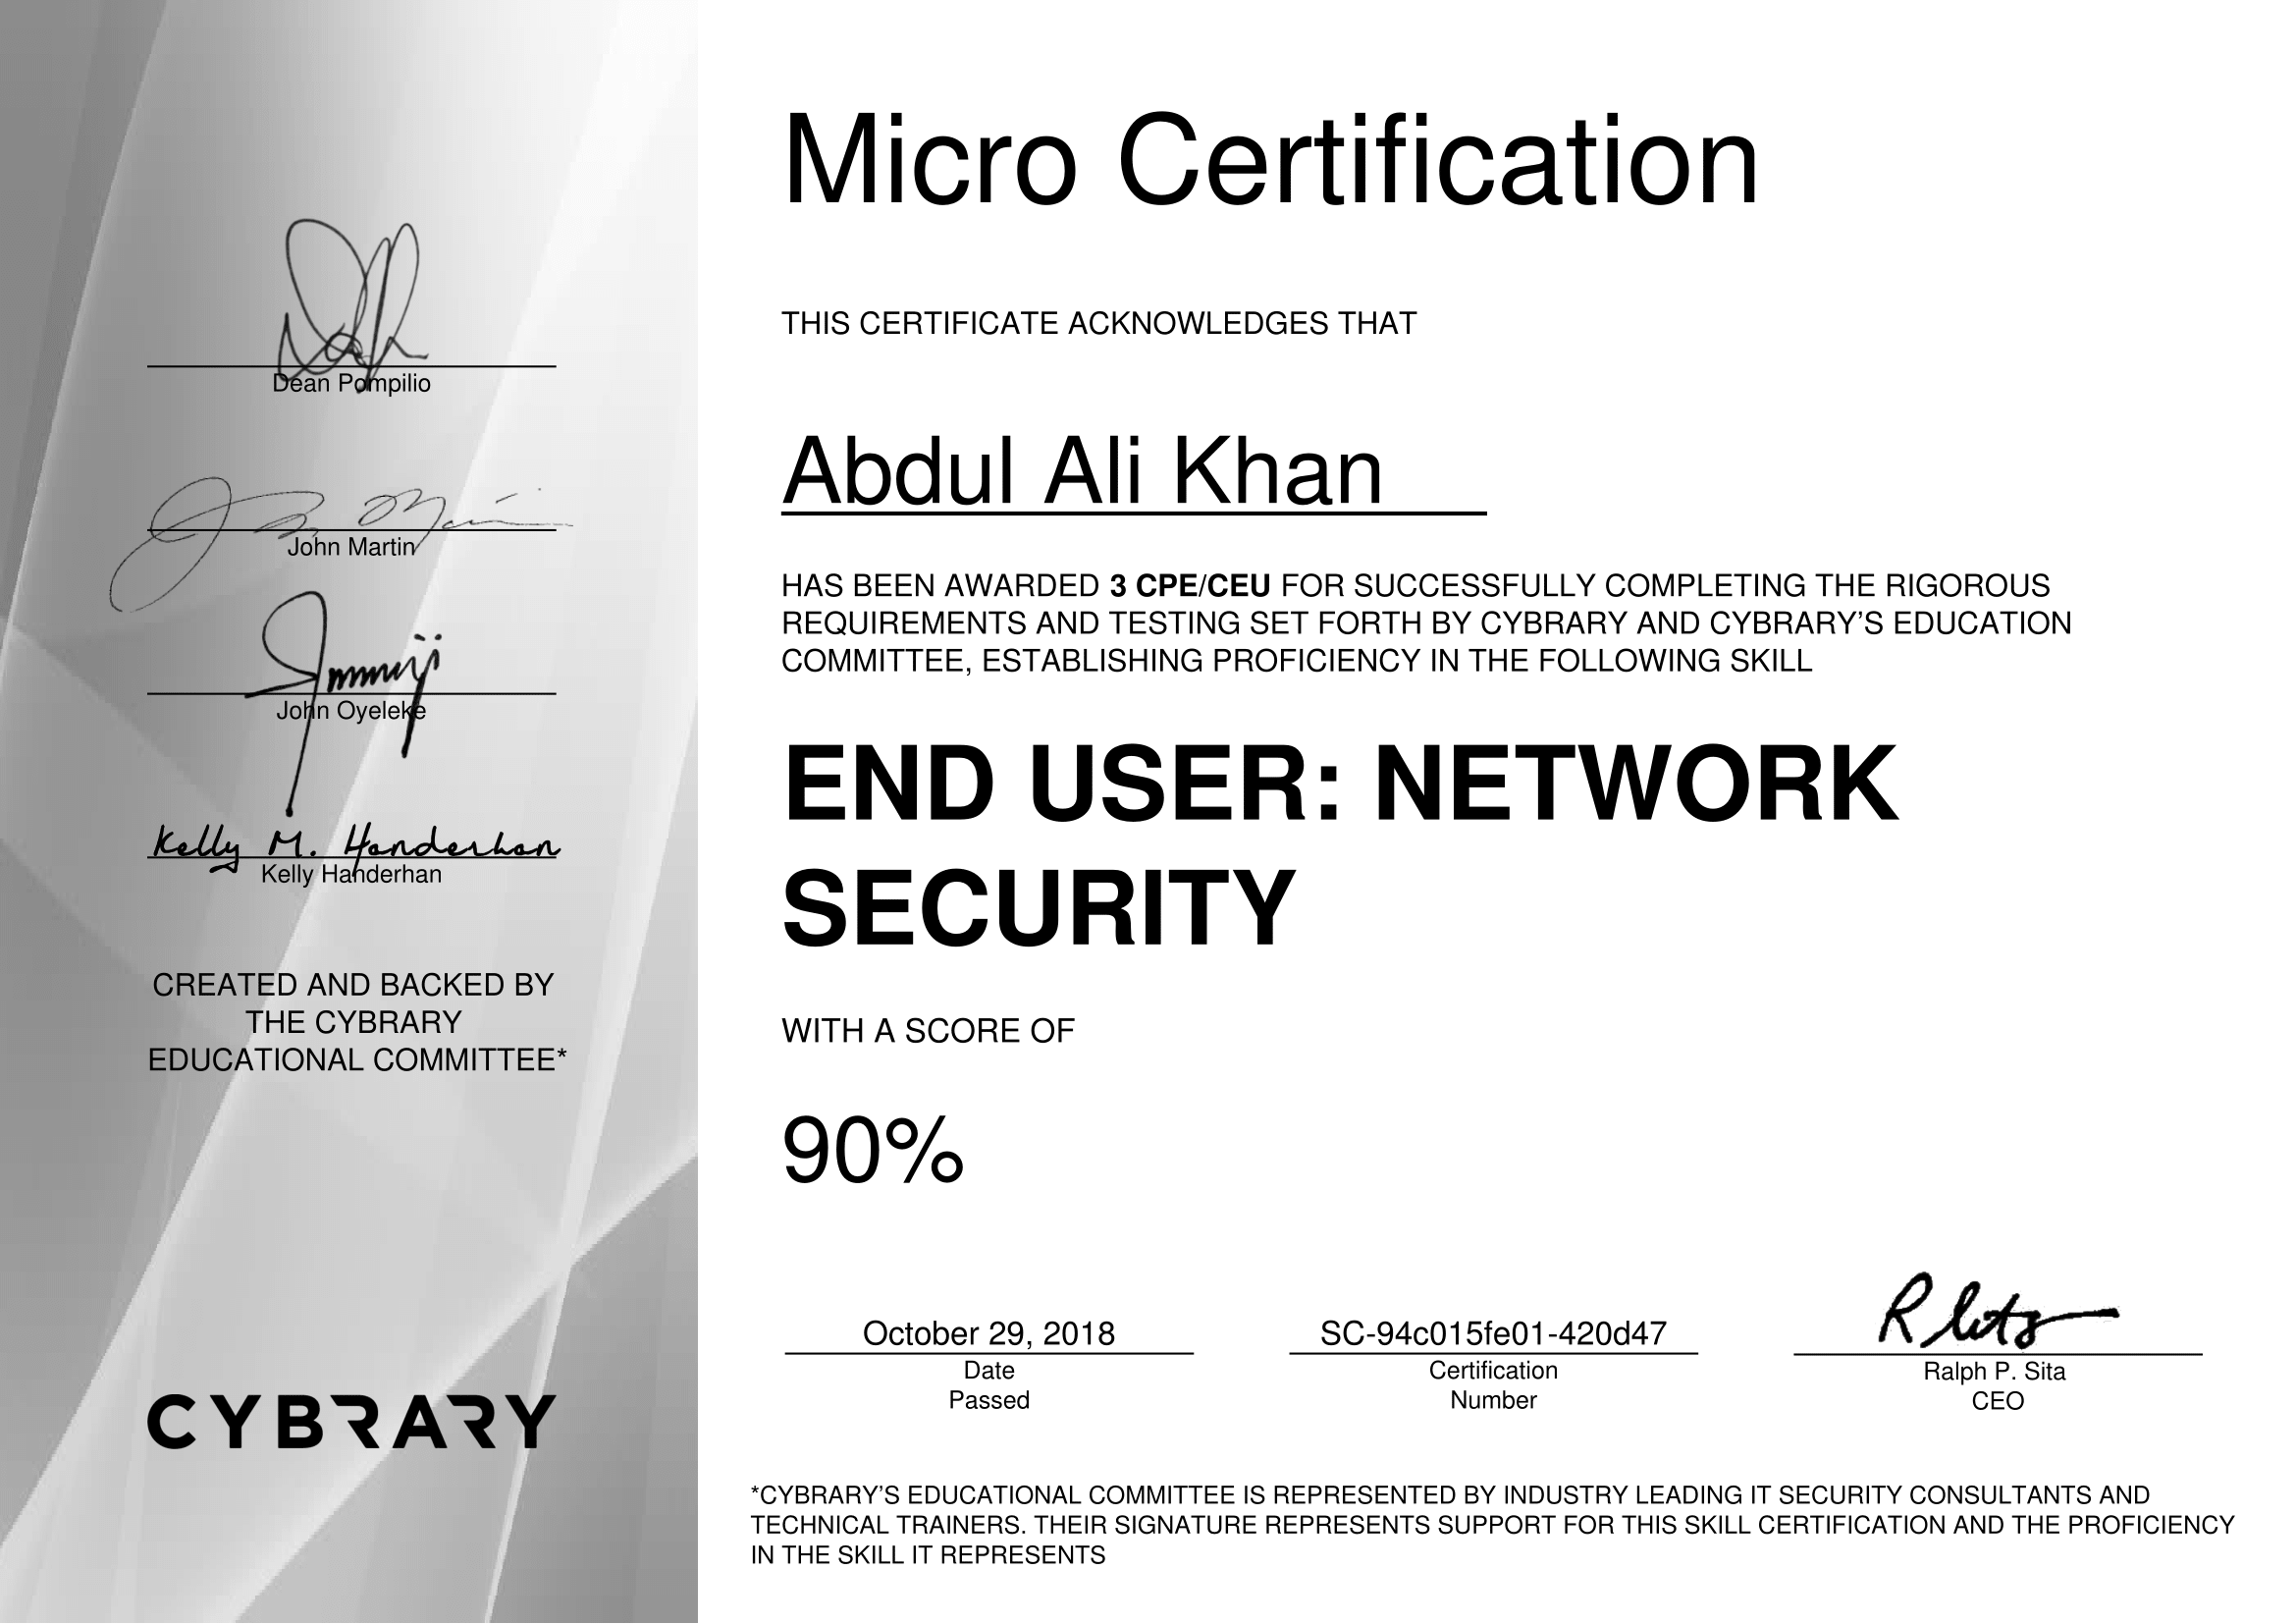 Micro Certification
THIS CERTIFICATE ACKNOWLEDGES THAT
Abdul Ali Khan
HAS BEEN AWARDED 3 CPE/CEU FOR SUCCESSFULLY COMPLETING THE RIGOROUS
REQUIREMENTS AND TESTING SET FORTH BY CYBRARY AND CYBRARY'S EDUCATION
COMMITTEE, ESTABLISHING PROFICIENCY IN THE FOLLOWING SKILL
END USER: NETWORK
SECURITY
WITH A SCORE OF
90%
October 29, 2018
Date
Passed
SC-94c015fe01-420d47
Certification
Number
Ralph P. Sita
CEO
*CYBRARY'S EDUCATIONAL COMMITTEE IS REPRESENTED BY INDUSTRY LEADING IT SECURITY CONSULTANTS AND
TECHNICAL TRAINERS. THEIR SIGNATURE REPRESENTS SUPPORT FOR THIS SKILL CERTIFICATION AND THE PROFICIENCY
IN THE SKILL IT REPRESENTS
Dean Pompilio
John Martin
John Oyeleke
Kelly M. Handerhan
Kelly Handerhan
CREATED AND BACKED BY
THE CYBRARY
EDUCATIONAL COMMITTEE*
CYBRARY